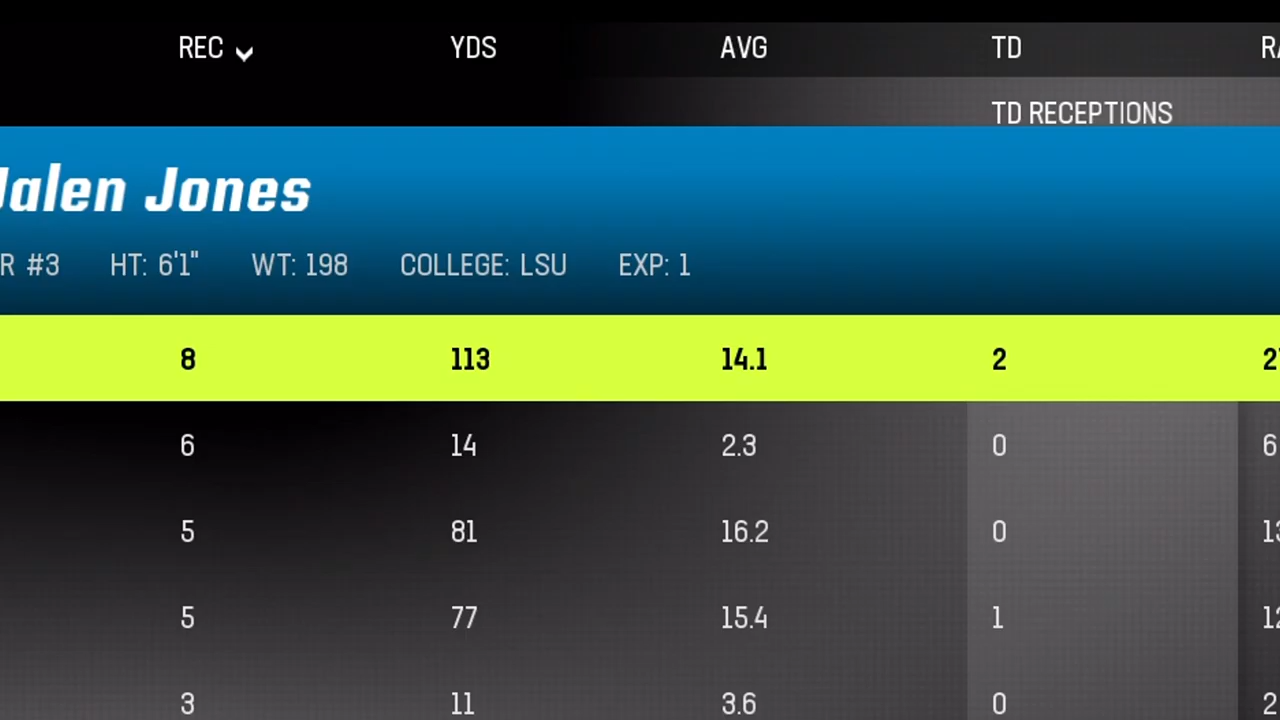 REC YDS AVG TD
TD RECEPTIONS
Jalen Jones
#3 HT: 6'1" WT: 198 COLLEGE: LSU EXP: 1
8 113 14.1 2
6 14 2.3 0
5 81 16.2 0
5 77 15.4 1
3 11 3.6 0